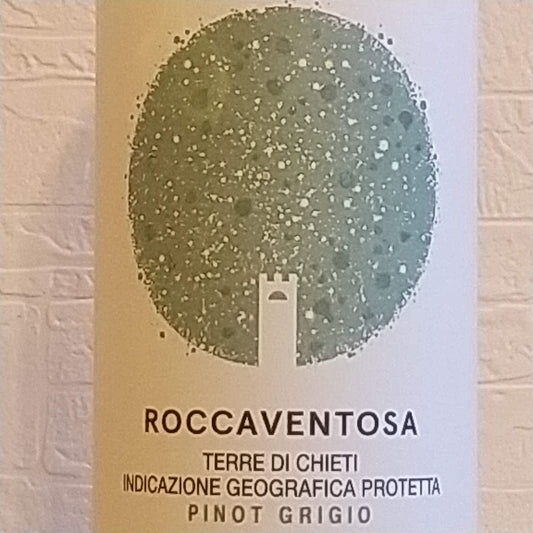 ROCCAVENTOSA
TERRE DI CHIETI
INDICAZIONE GEOGRAFICA PROTETTA
PINOT GRIGIO